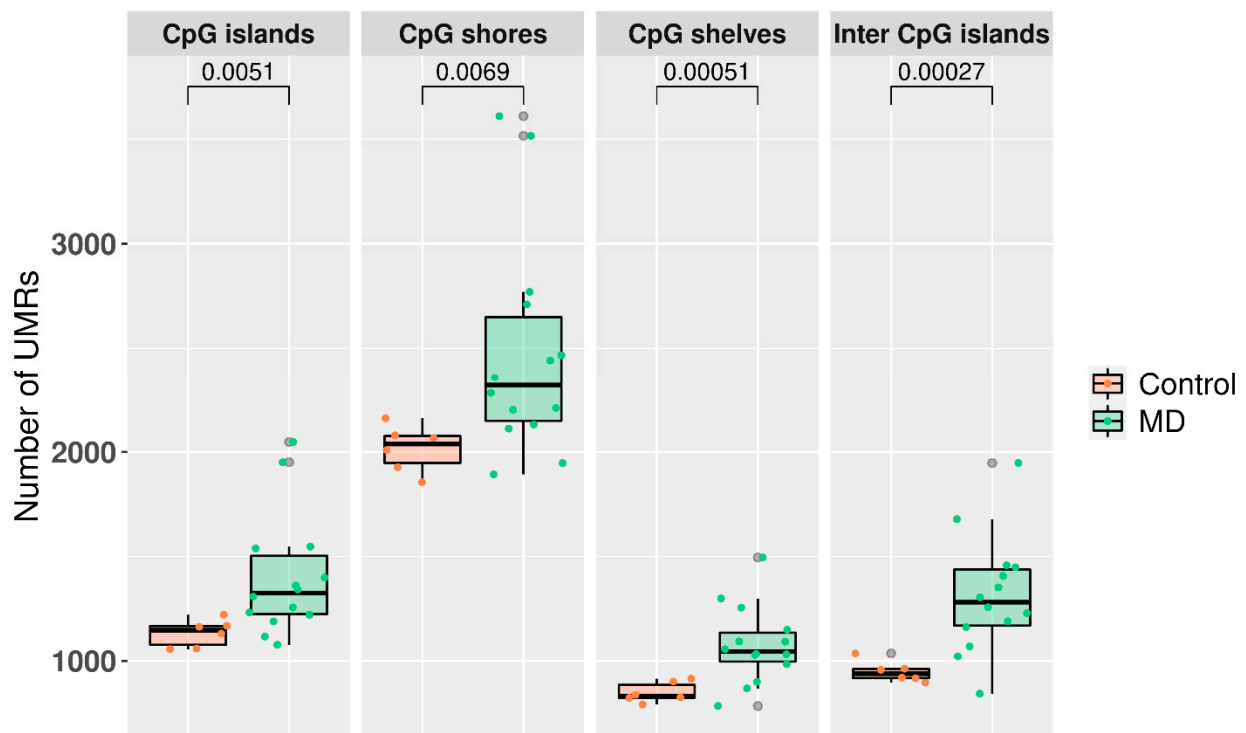 CpG islands
CpG shores
CpG shelves
Inter CpG islands
0.0051
0.0069
0.00051
0.00027
Number of UMRs
3000
2000
1000
Control
MD